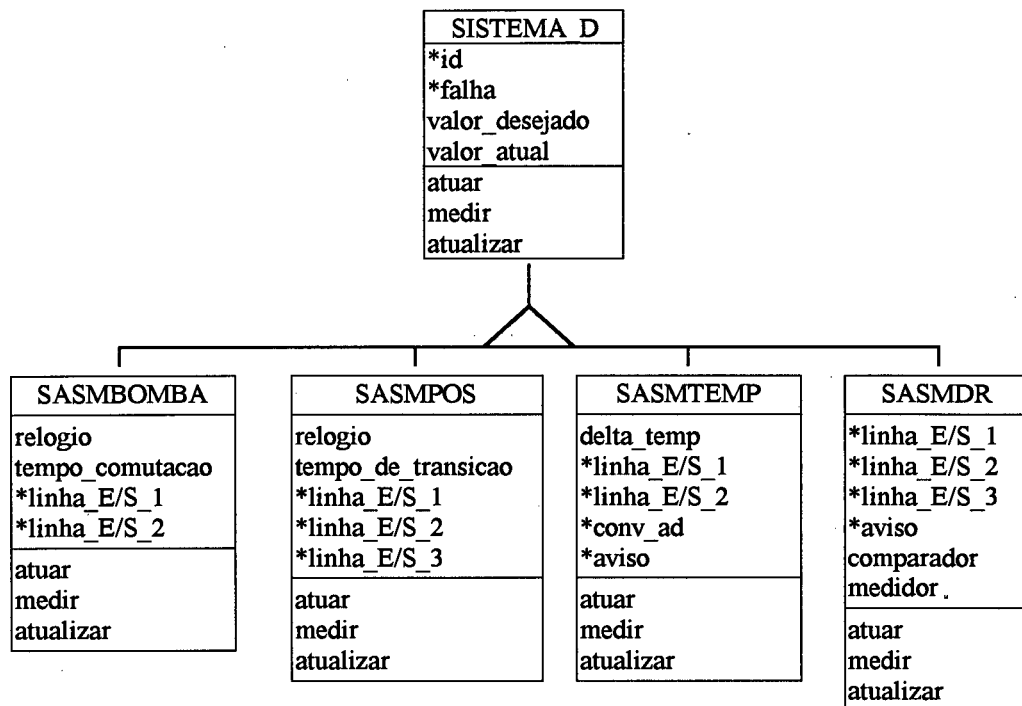 SISTEMA_D
*id
*falha
valor_desejado
valor_atual
atuar
medir
atualizar
SASMBOMBA
relogio
tempo_comutacao
*linha_E/S_1
*linha_E/S_2
atuar
medir
atualizar
SASMPOS
relogio
tempo_de_transicao
*linha_E/S_1
*linha_E/S_2
*linha_E/S_3
atuar
medir
atualizar
SASMTEMP
delta_temp
*linha_E/S_1
*linha_E/S_2
*conv_ad
*aviso
atuar
medir
atualizar
SASMDR
*linha_E/S_1
*linha_E/S_2
*linha_E/S_3
*aviso
comparador
medidor
atuar
medir
atualizar